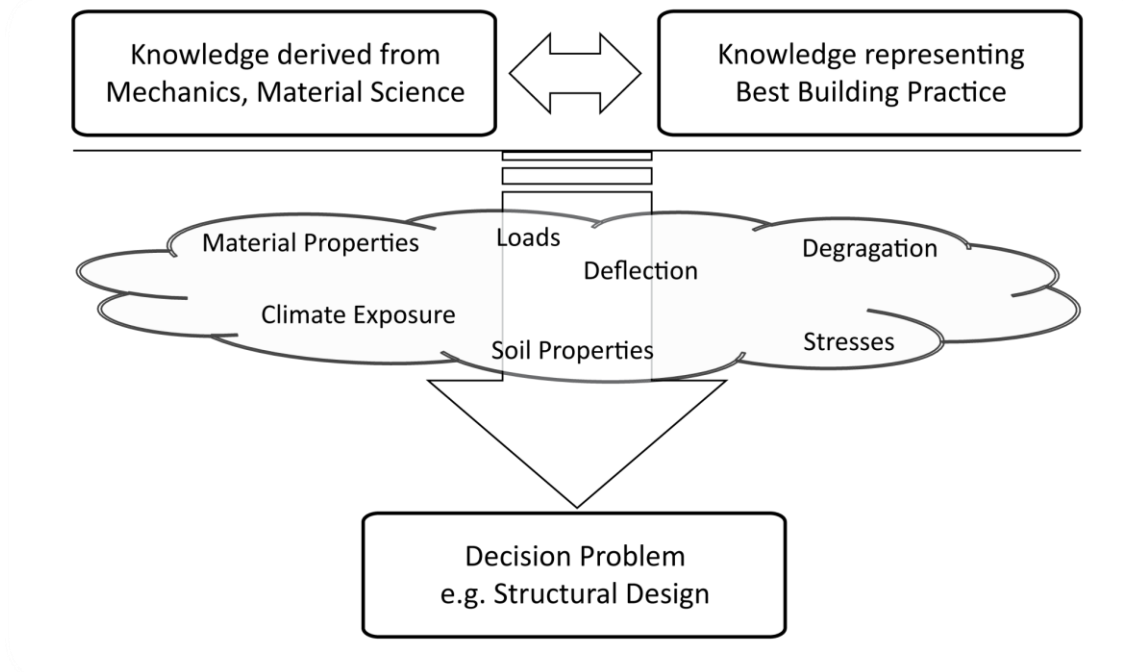 Knowledge derived from
Mechanics, Material Science
Knowledge representing
Best Building Practice
Material Properties
Loads
Degragation
Deflection
Climate Exposure
Soil Properties
Stresses
Decision Problem
e.g. Structural Design